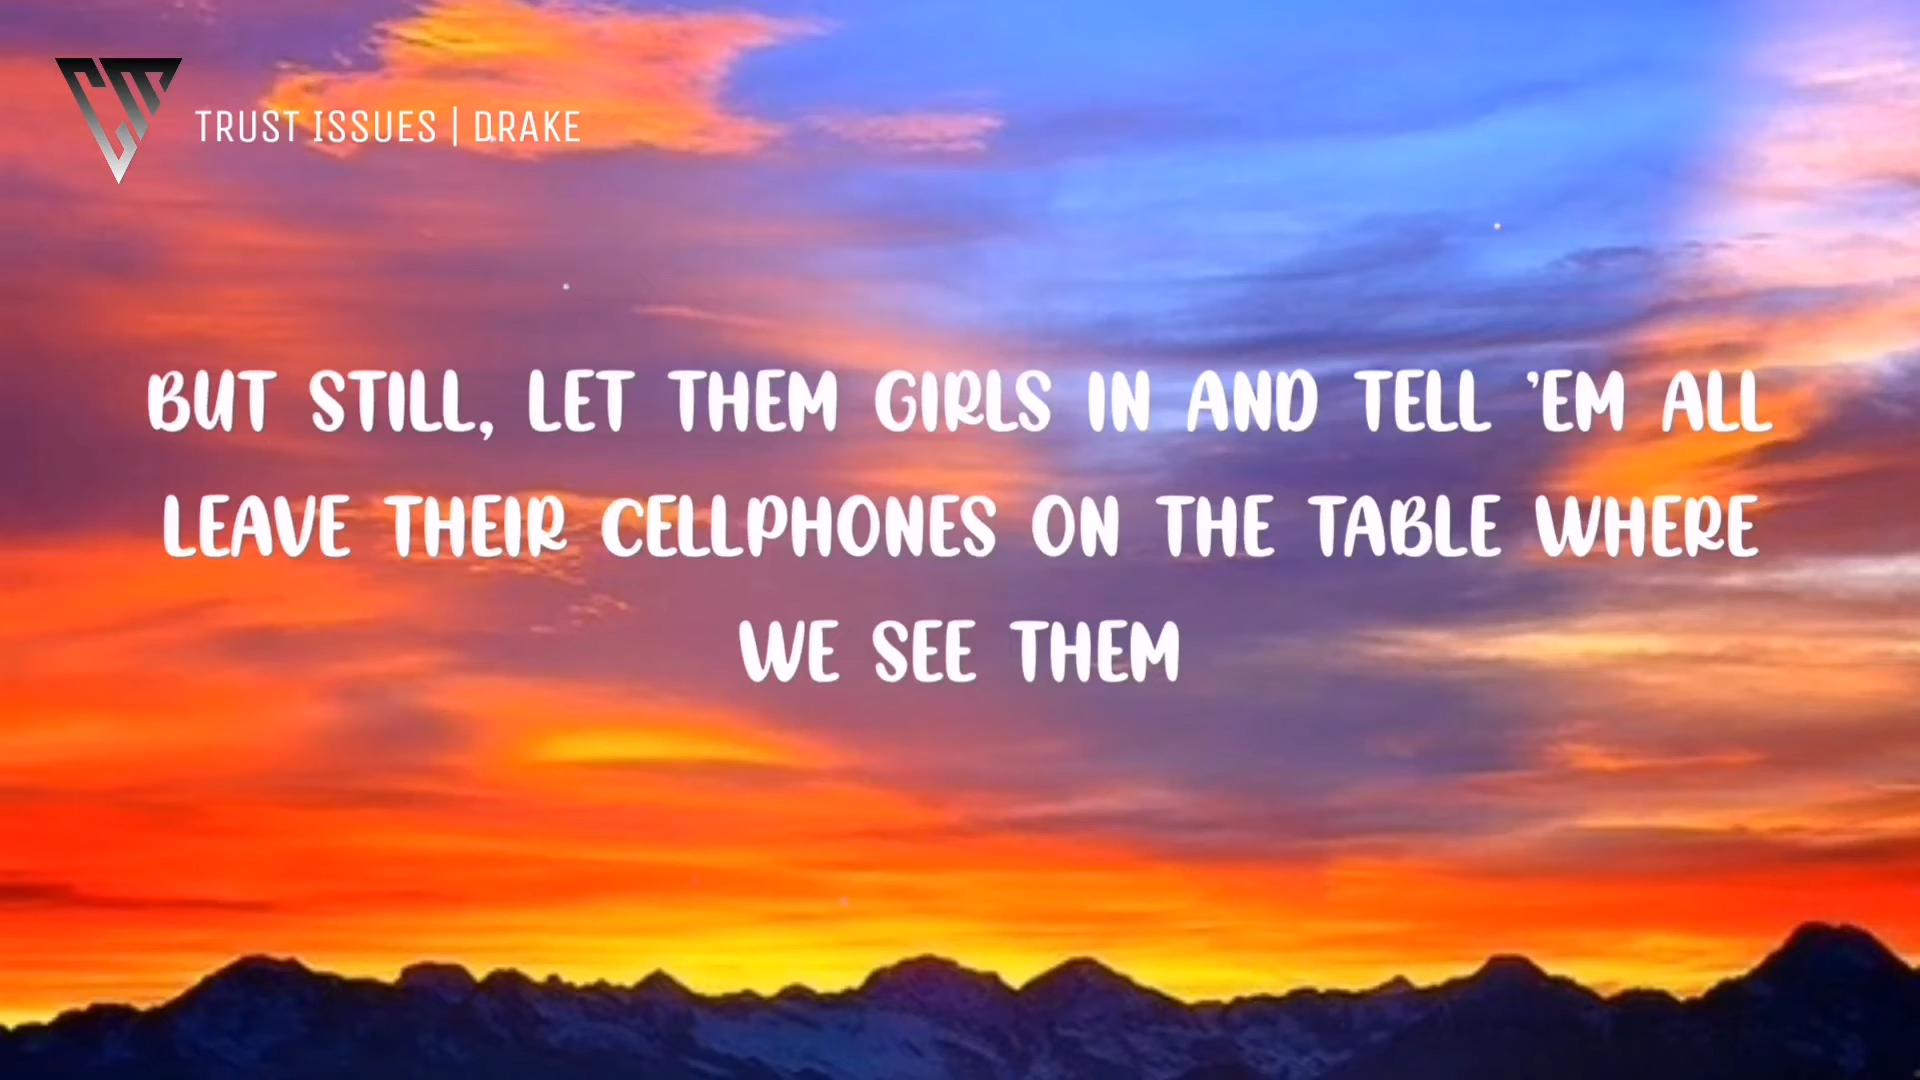 TRUST ISSUES | DRAKE
BUT STILL, LET THEM GIRLS IN AND TELL 'EM ALL
LEAVE THEIR CELLPHONES ON THE TABLE WHERE
WE SEE THEM